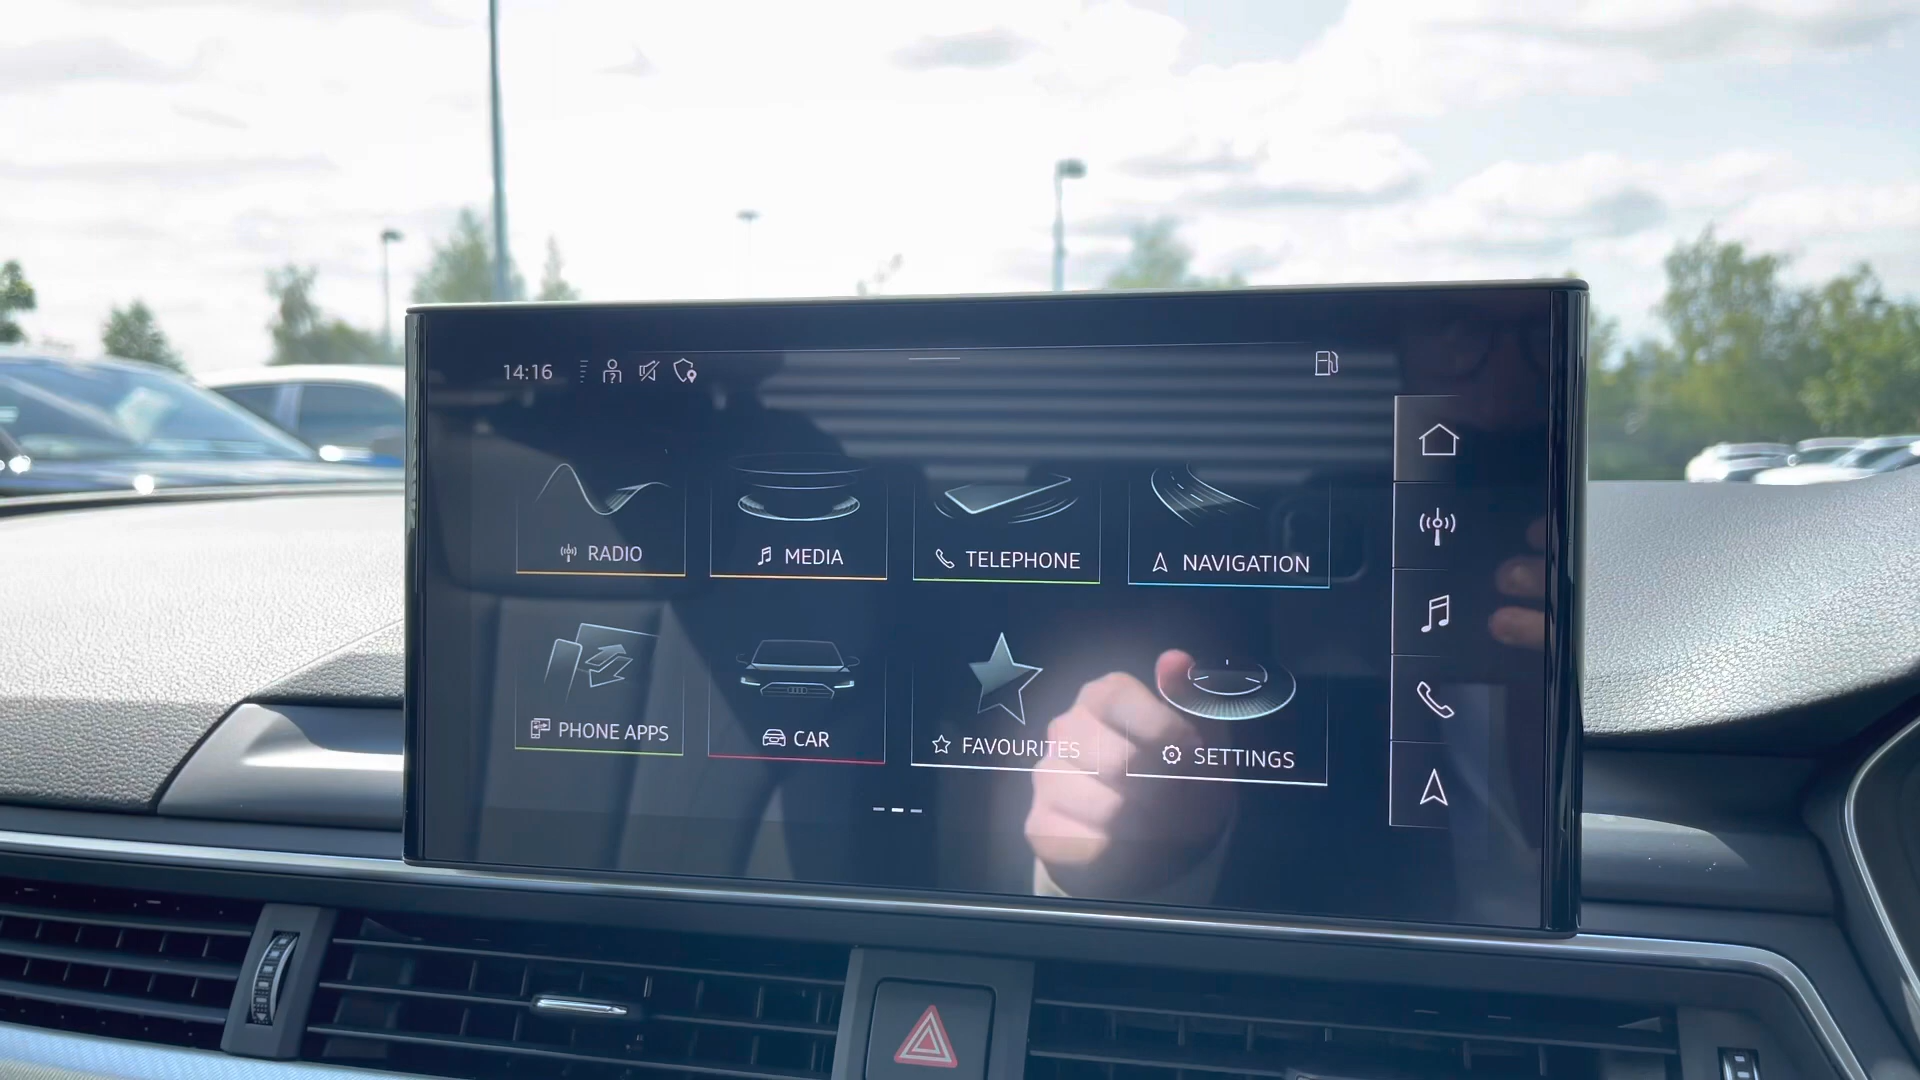 14:16
RADIO
MEDIA
TELEPHONE
NAVIGATION
PHONE APPS
CAR
FAVOURITES
SETTINGS